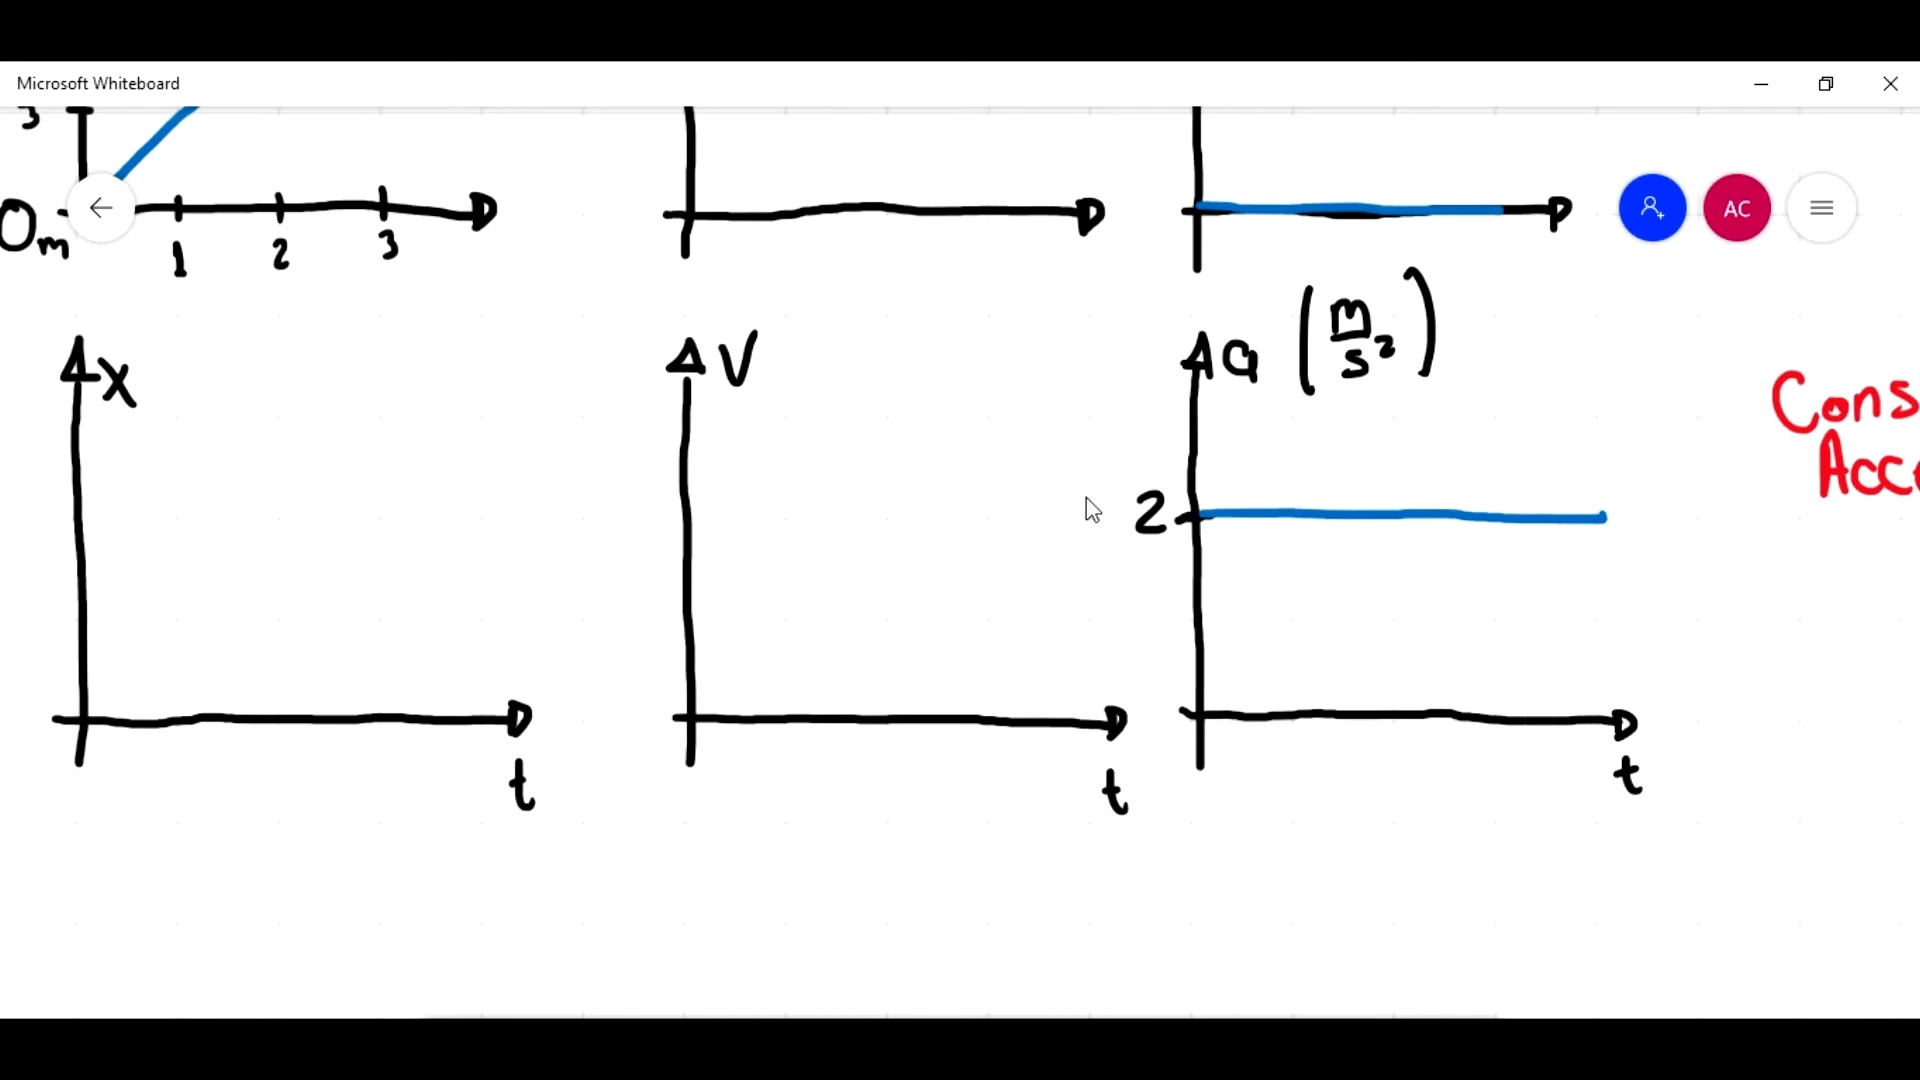 Microsoft Whiteboard
3
0m
1 2 3
AC
x
v
a (m/s²)
2
Cons
Acc
t
t
t